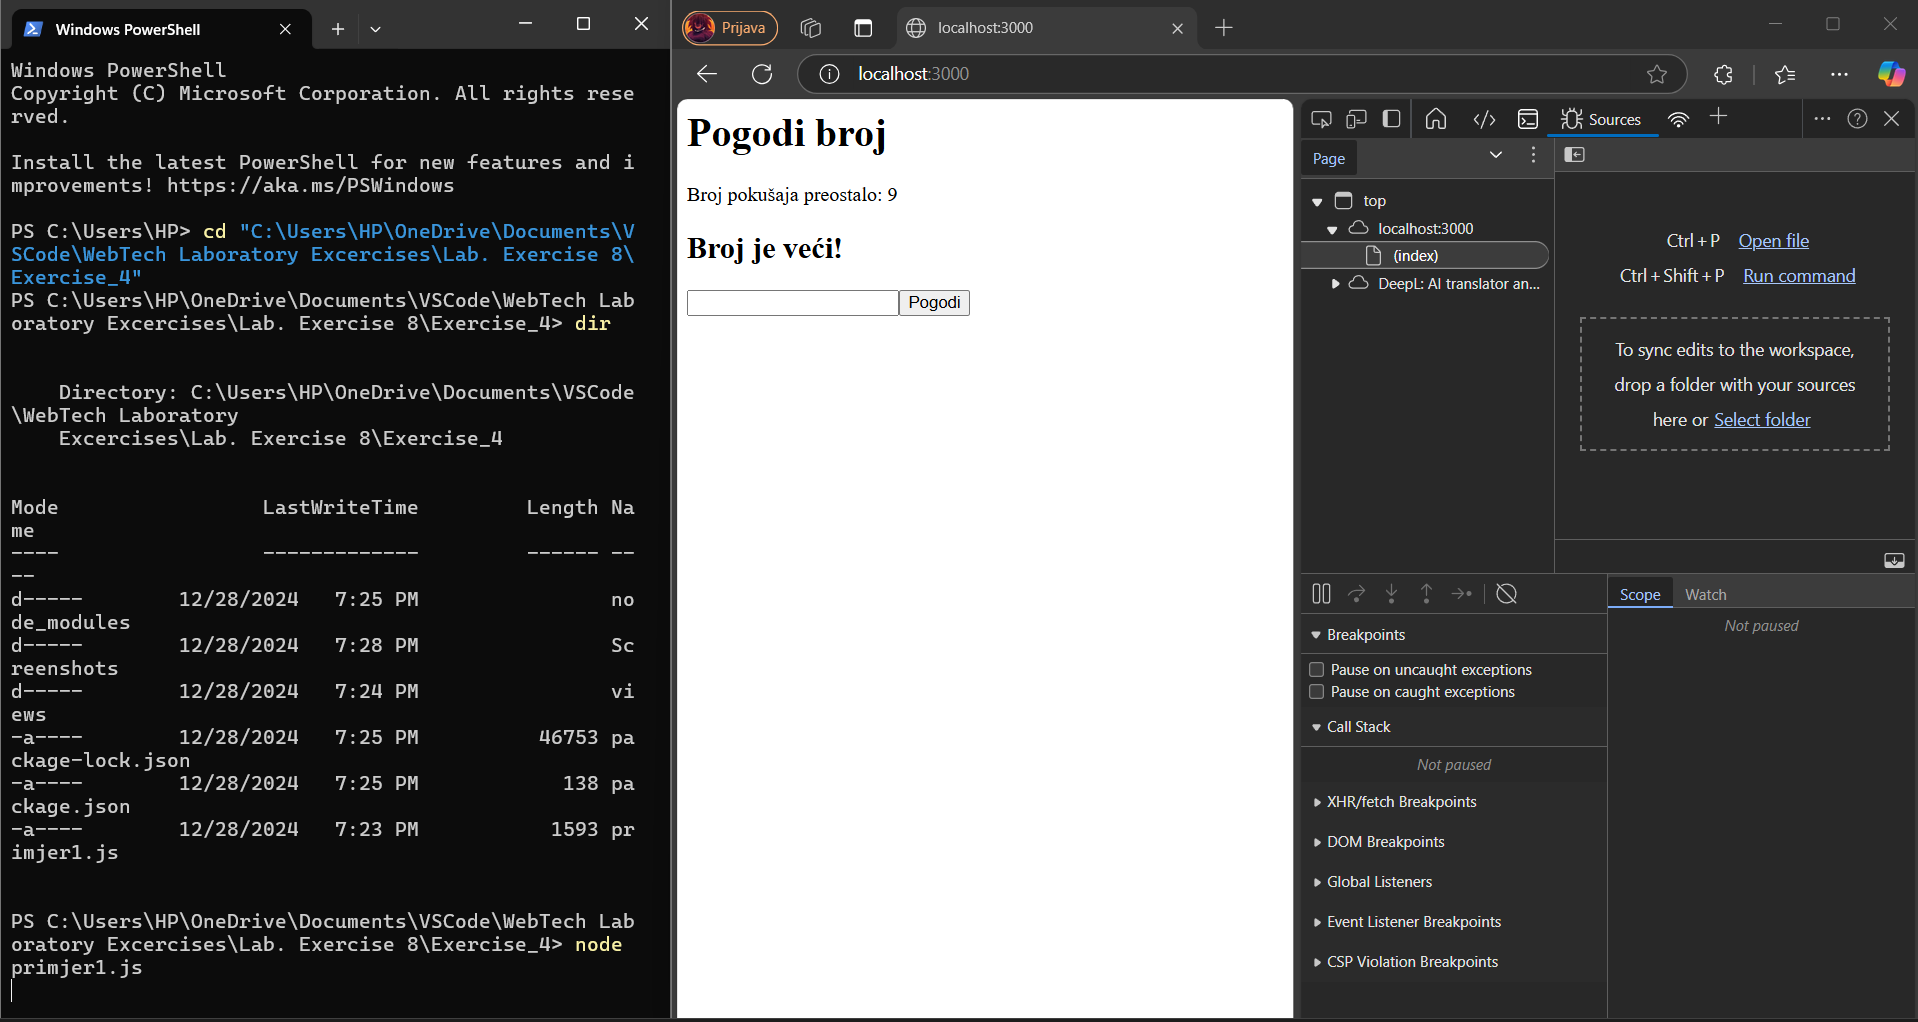 Windows PowerShell
Windows PowerShell
Copyright (C) Microsoft Corporation. All rights rese
rved.
Install the latest PowerShell for new features and i
mprovements! https://aka.ms/PSWindows
PS C:\Users\HP> cd "C:\Users\HP\OneDrive\Documents\V
SCode\WebTech Laboratory Excercises\Lab. Exercise 8\
Exercise_4"
PS C:\Users\HP\OneDrive\Documents\VSCode\WebTech Lab
oratory Excercises\Lab. Exercise 8\Exercise_4> dir
Directory: C:\Users\HP\OneDrive\Documents\VSCode
\WebTech Laboratory
Excercises\Lab. Exercise 8\Exercise_4
Mode LastWriteTime Length Na
me
---- ------------- ------ --
--
d----- 12/28/2024 7:25 PM no
de_modules
d----- 12/28/2024 7:28 PM Sc
reenshots
d----- 12/28/2024 7:24 PM vi
ews
-a---- 12/28/2024 7:25 PM 46753 pa
ckage-lock.json
-a---- 12/28/2024 7:25 PM 138 pa
ckage.json
-a---- 12/28/2024 7:23 PM 1593 pr
imjer1.js
PS C:\Users\HP\OneDrive\Documents\VSCode\WebTech Lab
oratory Excercises\Lab. Exercise 8\Exercise_4> node
primjer1.js
Prijava
localhost:3000
localhost:3000
Pogodi broj
Broj pokušaja preostalo: 9
Broj je veći!
Pogodi
Sources
Page
top
localhost:3000
(index)
DeepL: AI translator an...
Ctrl + P Open file
Ctrl + Shift + P Run command
To sync edits to the workspace,
drop a folder with your sources
here or Select folder
Breakpoints
Pause on uncaught exceptions
Pause on caught exceptions
Call Stack
Not paused
XHR/fetch Breakpoints
DOM Breakpoints
Global Listeners
Event Listener Breakpoints
CSP Violation Breakpoints
Scope Watch
Not paused